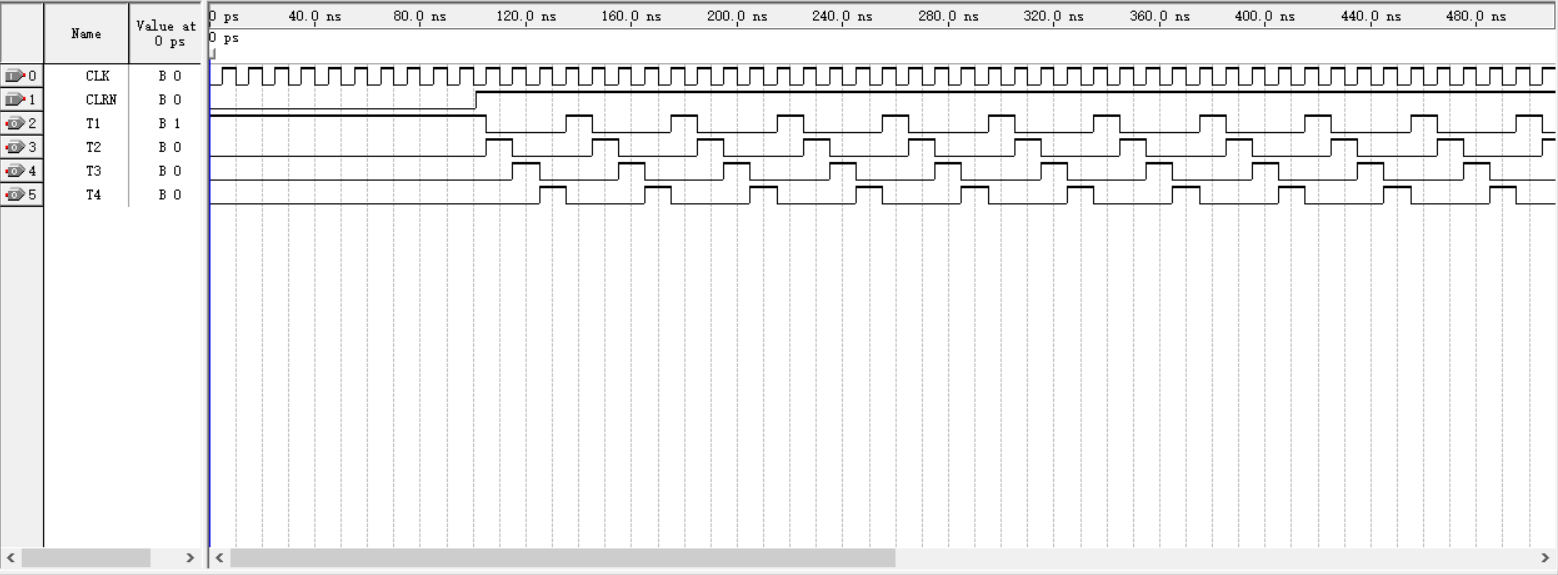 Name
Value at
0 ps
0 ps 40.0 ns 80.0 ns 120.0 ns 160.0 ns 200.0 ns 240.0 ns 280.0 ns 320.0 ns 360.0 ns 400.0 ns 440.0 ns 480.0 ns
0 ps
0 CLK B 0
1 CLRN B 0
2 T1 B 1
3 T2 B 0
4 T3 B 0
5 T4 B 0